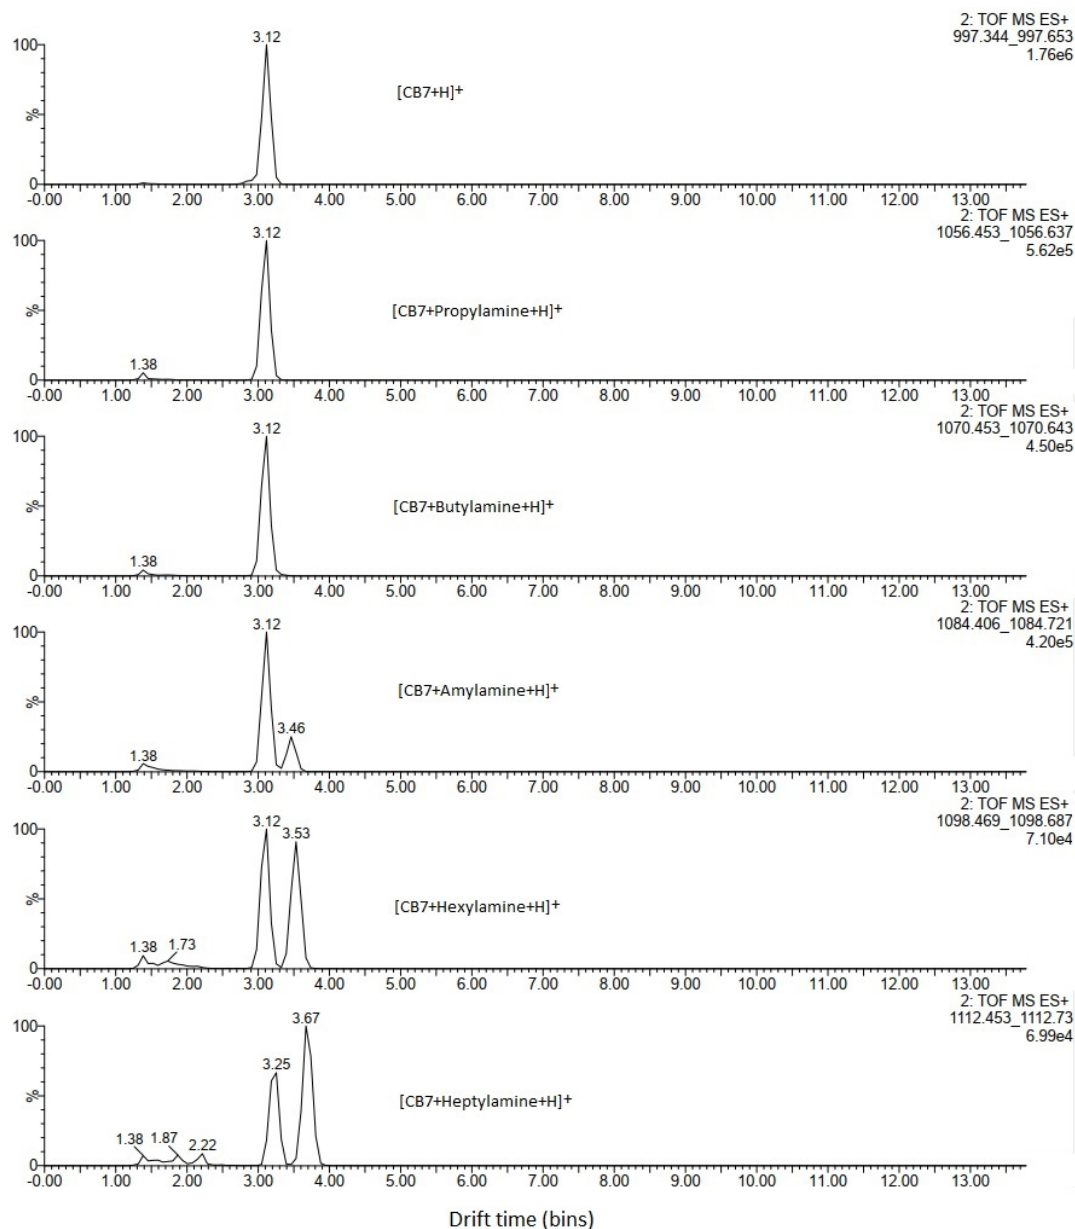 2: TOF MS ES+
997.344_997.653
1.76e6
100
3.12
[CB7+H]+
%
0
-0.00 1.00 2.00 3.00 4.00 5.00 6.00 7.00 8.00 9.00 10.00 11.00 12.00 13.00
2: TOF MS ES+
1056.453_1056.637
5.62e5
100
3.12
[CB7+Propylamine+H]+
%
1.38
0
-0.00 1.00 2.00 3.00 4.00 5.00 6.00 7.00 8.00 9.00 10.00 11.00 12.00 13.00
2: TOF MS ES+
1070.453_1070.643
4.50e5
100
3.12
[CB7+Butylamine+H]+
%
1.38
0
-0.00 1.00 2.00 3.00 4.00 5.00 6.00 7.00 8.00 9.00 10.00 11.00 12.00 13.00
2: TOF MS ES+
1084.406_1084.721
4.20e5
100
3.12
[CB7+Amylamine+H]+
%
3.46
1.38
0
-0.00 1.00 2.00 3.00 4.00 5.00 6.00 7.00 8.00 9.00 10.00 11.00 12.00 13.00
2: TOF MS ES+
1098.469_1098.687
7.10e4
100
3.12 3.53
[CB7+Hexylamine+H]+
%
1.38 1.73
0
-0.00 1.00 2.00 3.00 4.00 5.00 6.00 7.00 8.00 9.00 10.00 11.00 12.00 13.00
2: TOF MS ES+
1112.453_1112.73
6.99e4
100
3.67
3.25
[CB7+Heptylamine+H]+
%
1.38 1.87 2.22
0
-0.00 1.00 2.00 3.00 4.00 5.00 6.00 7.00 8.00 9.00 10.00 11.00 12.00 13.00
Drift time (bins)